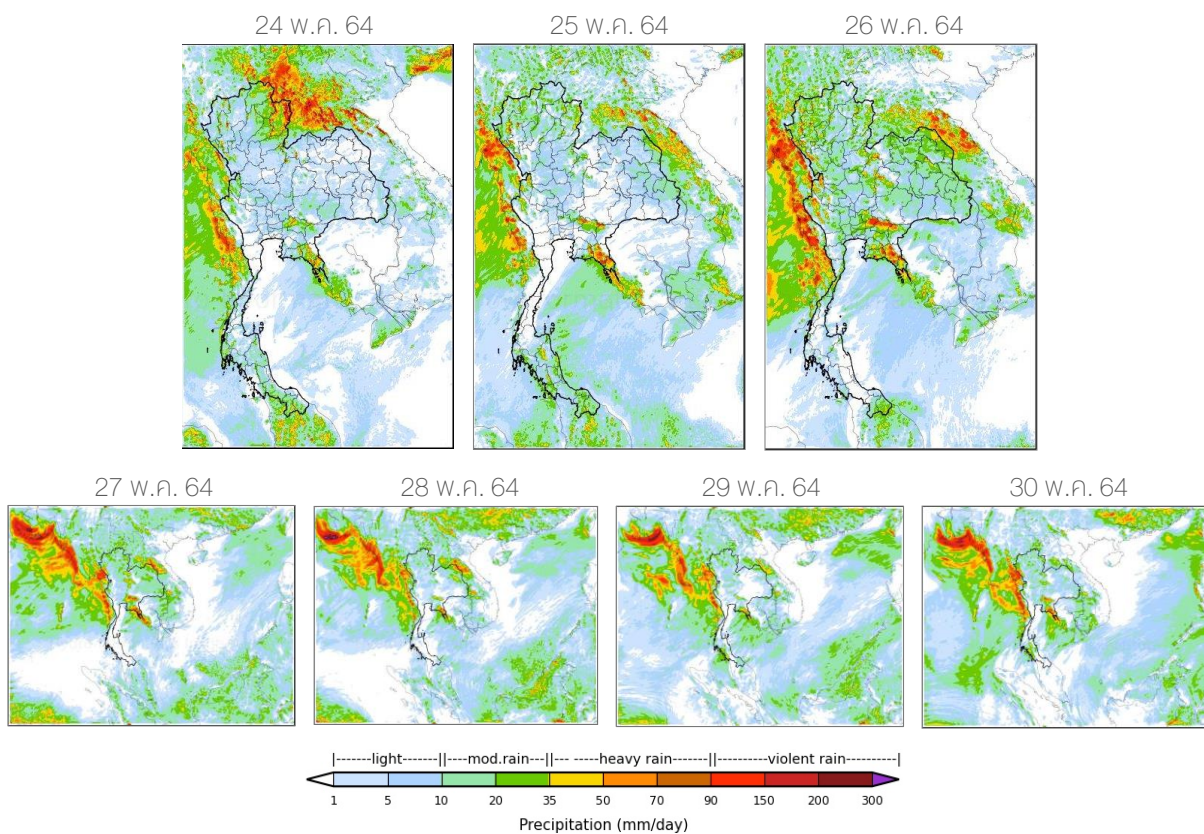 24 พ.ค. 64 25 พ.ค. 64 26 พ.ค. 64
27 พ.ค. 64 28 พ.ค. 64 29 พ.ค. 64 30 พ.ค. 64
|-------light------||---mod.rain---||--- --------heavy rain---------||-----------violent rain-----------|
1 5 10 20 35 50 70 90 150 200 300
Precipitation (mm/day)